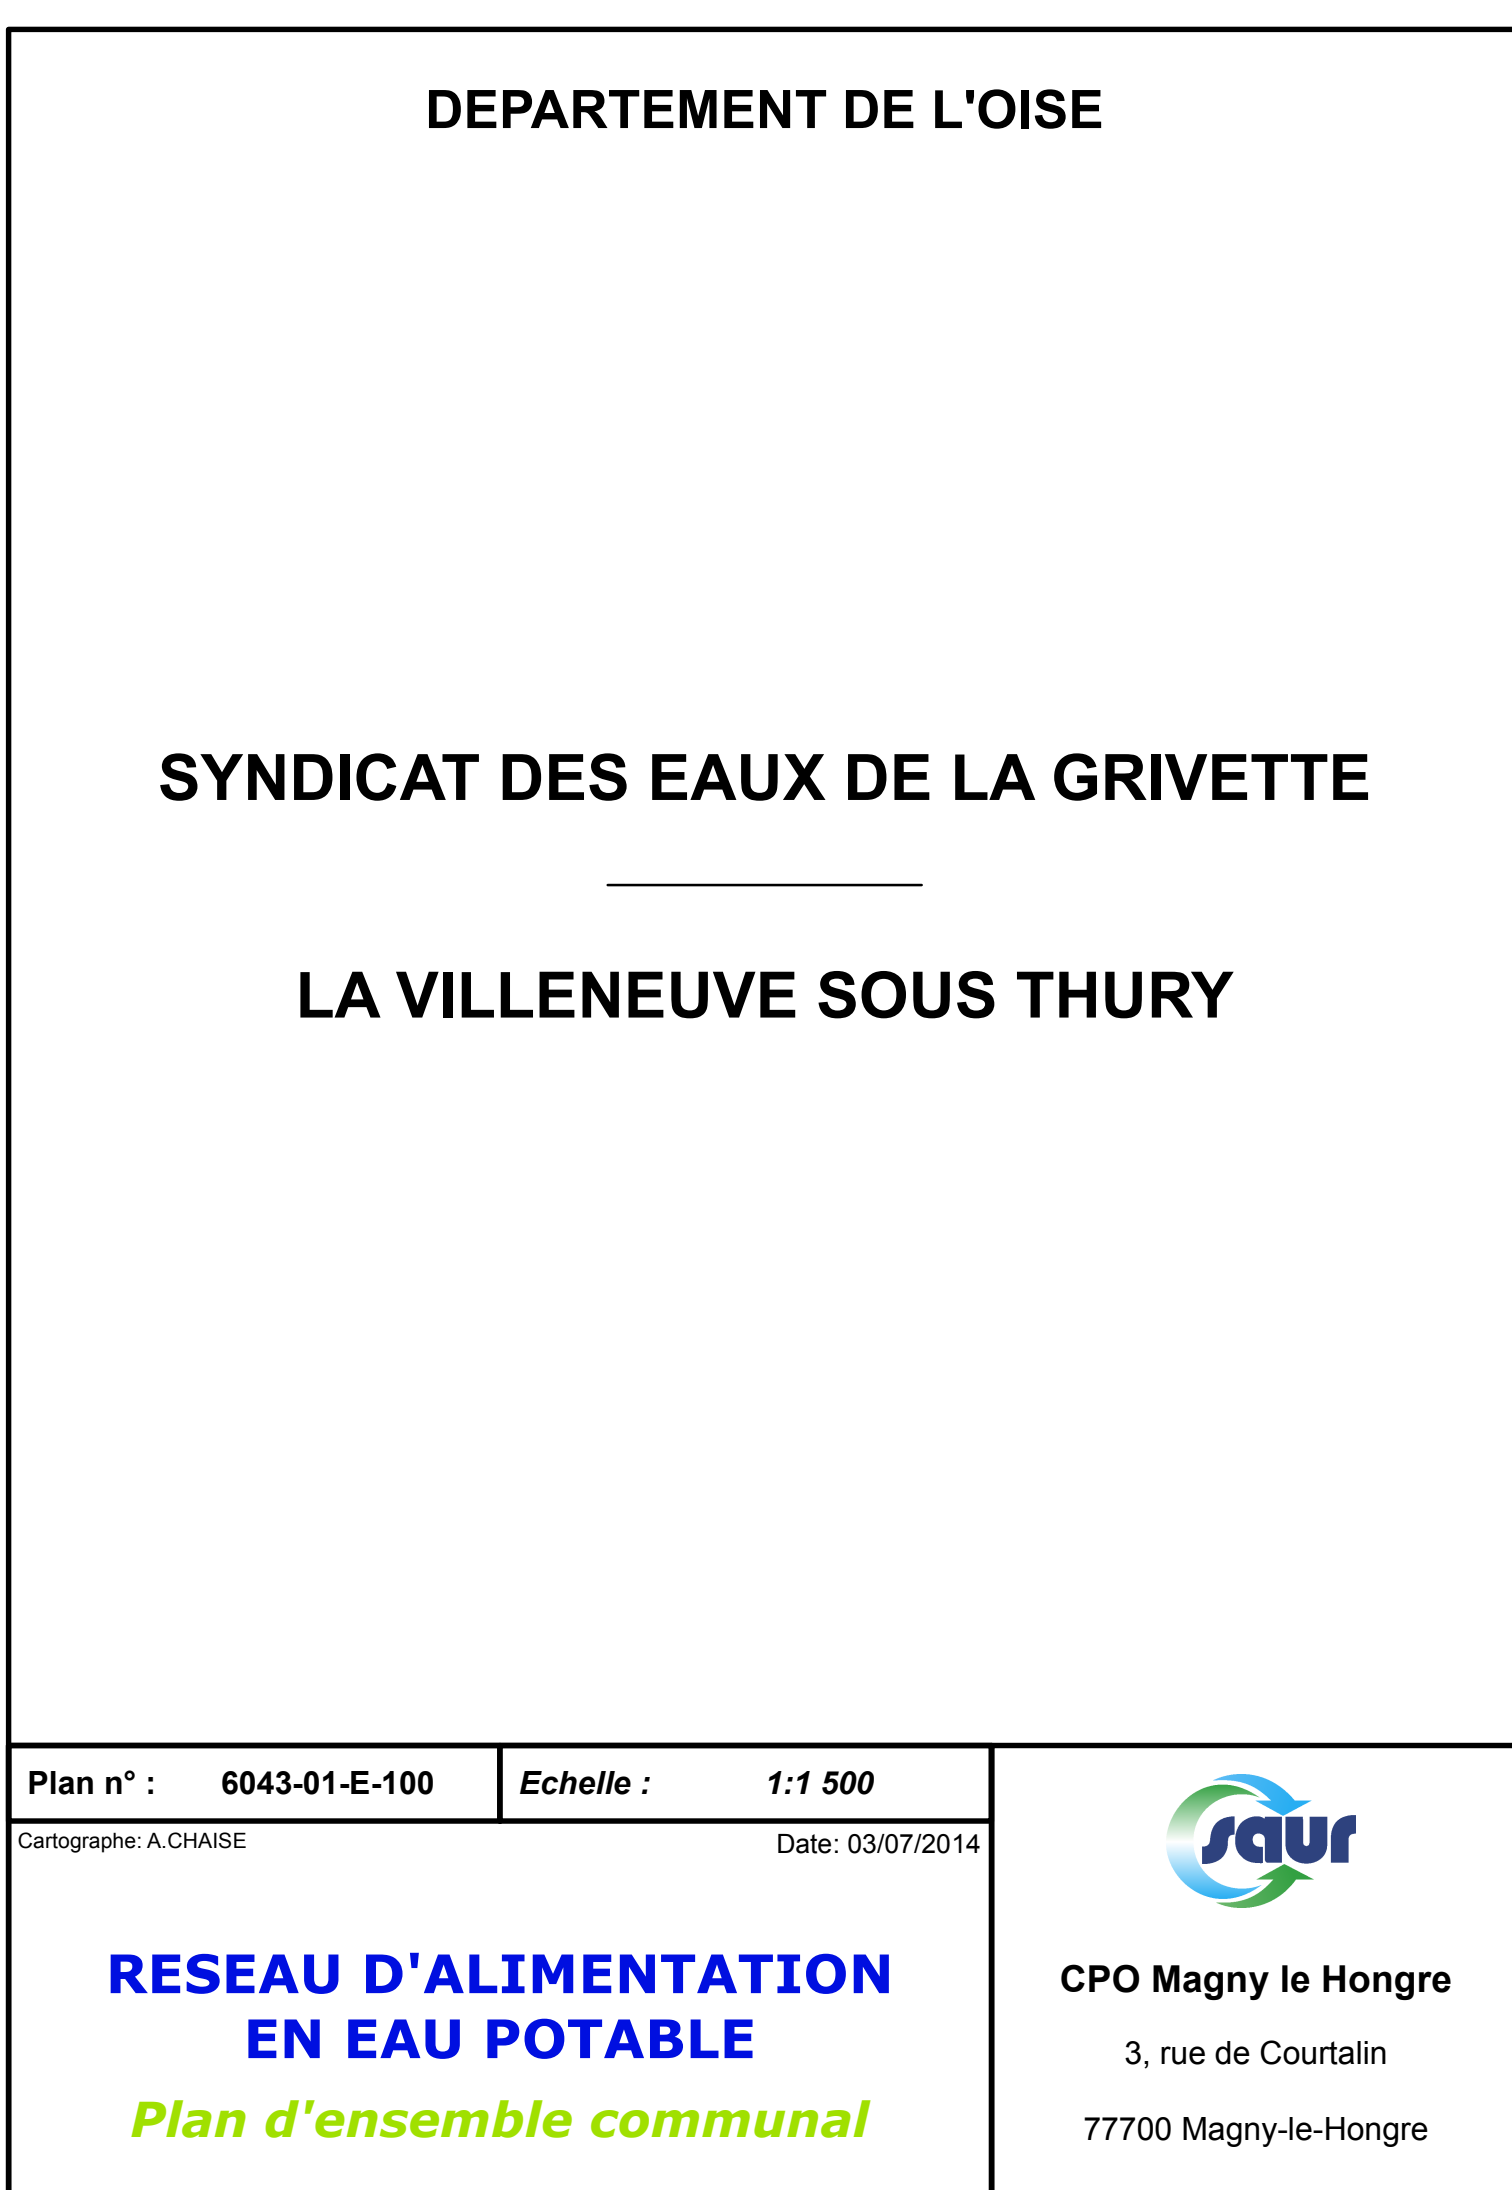 DEPARTEMENT DE L'OISE
SYNDICAT DES EAUX DE LA GRIVETTE
LA VILLENEUVE SOUS THURY
Plan n° : 6043-01-E-100
Echelle : 1:1 500
Cartographe: A.CHAISE
Date: 03/07/2014
RESEAU D'ALIMENTATION
EN EAU POTABLE
Plan d'ensemble communal
saur
CPO Magny le Hongre
3, rue de Courtalin
77700 Magny-le-Hongre